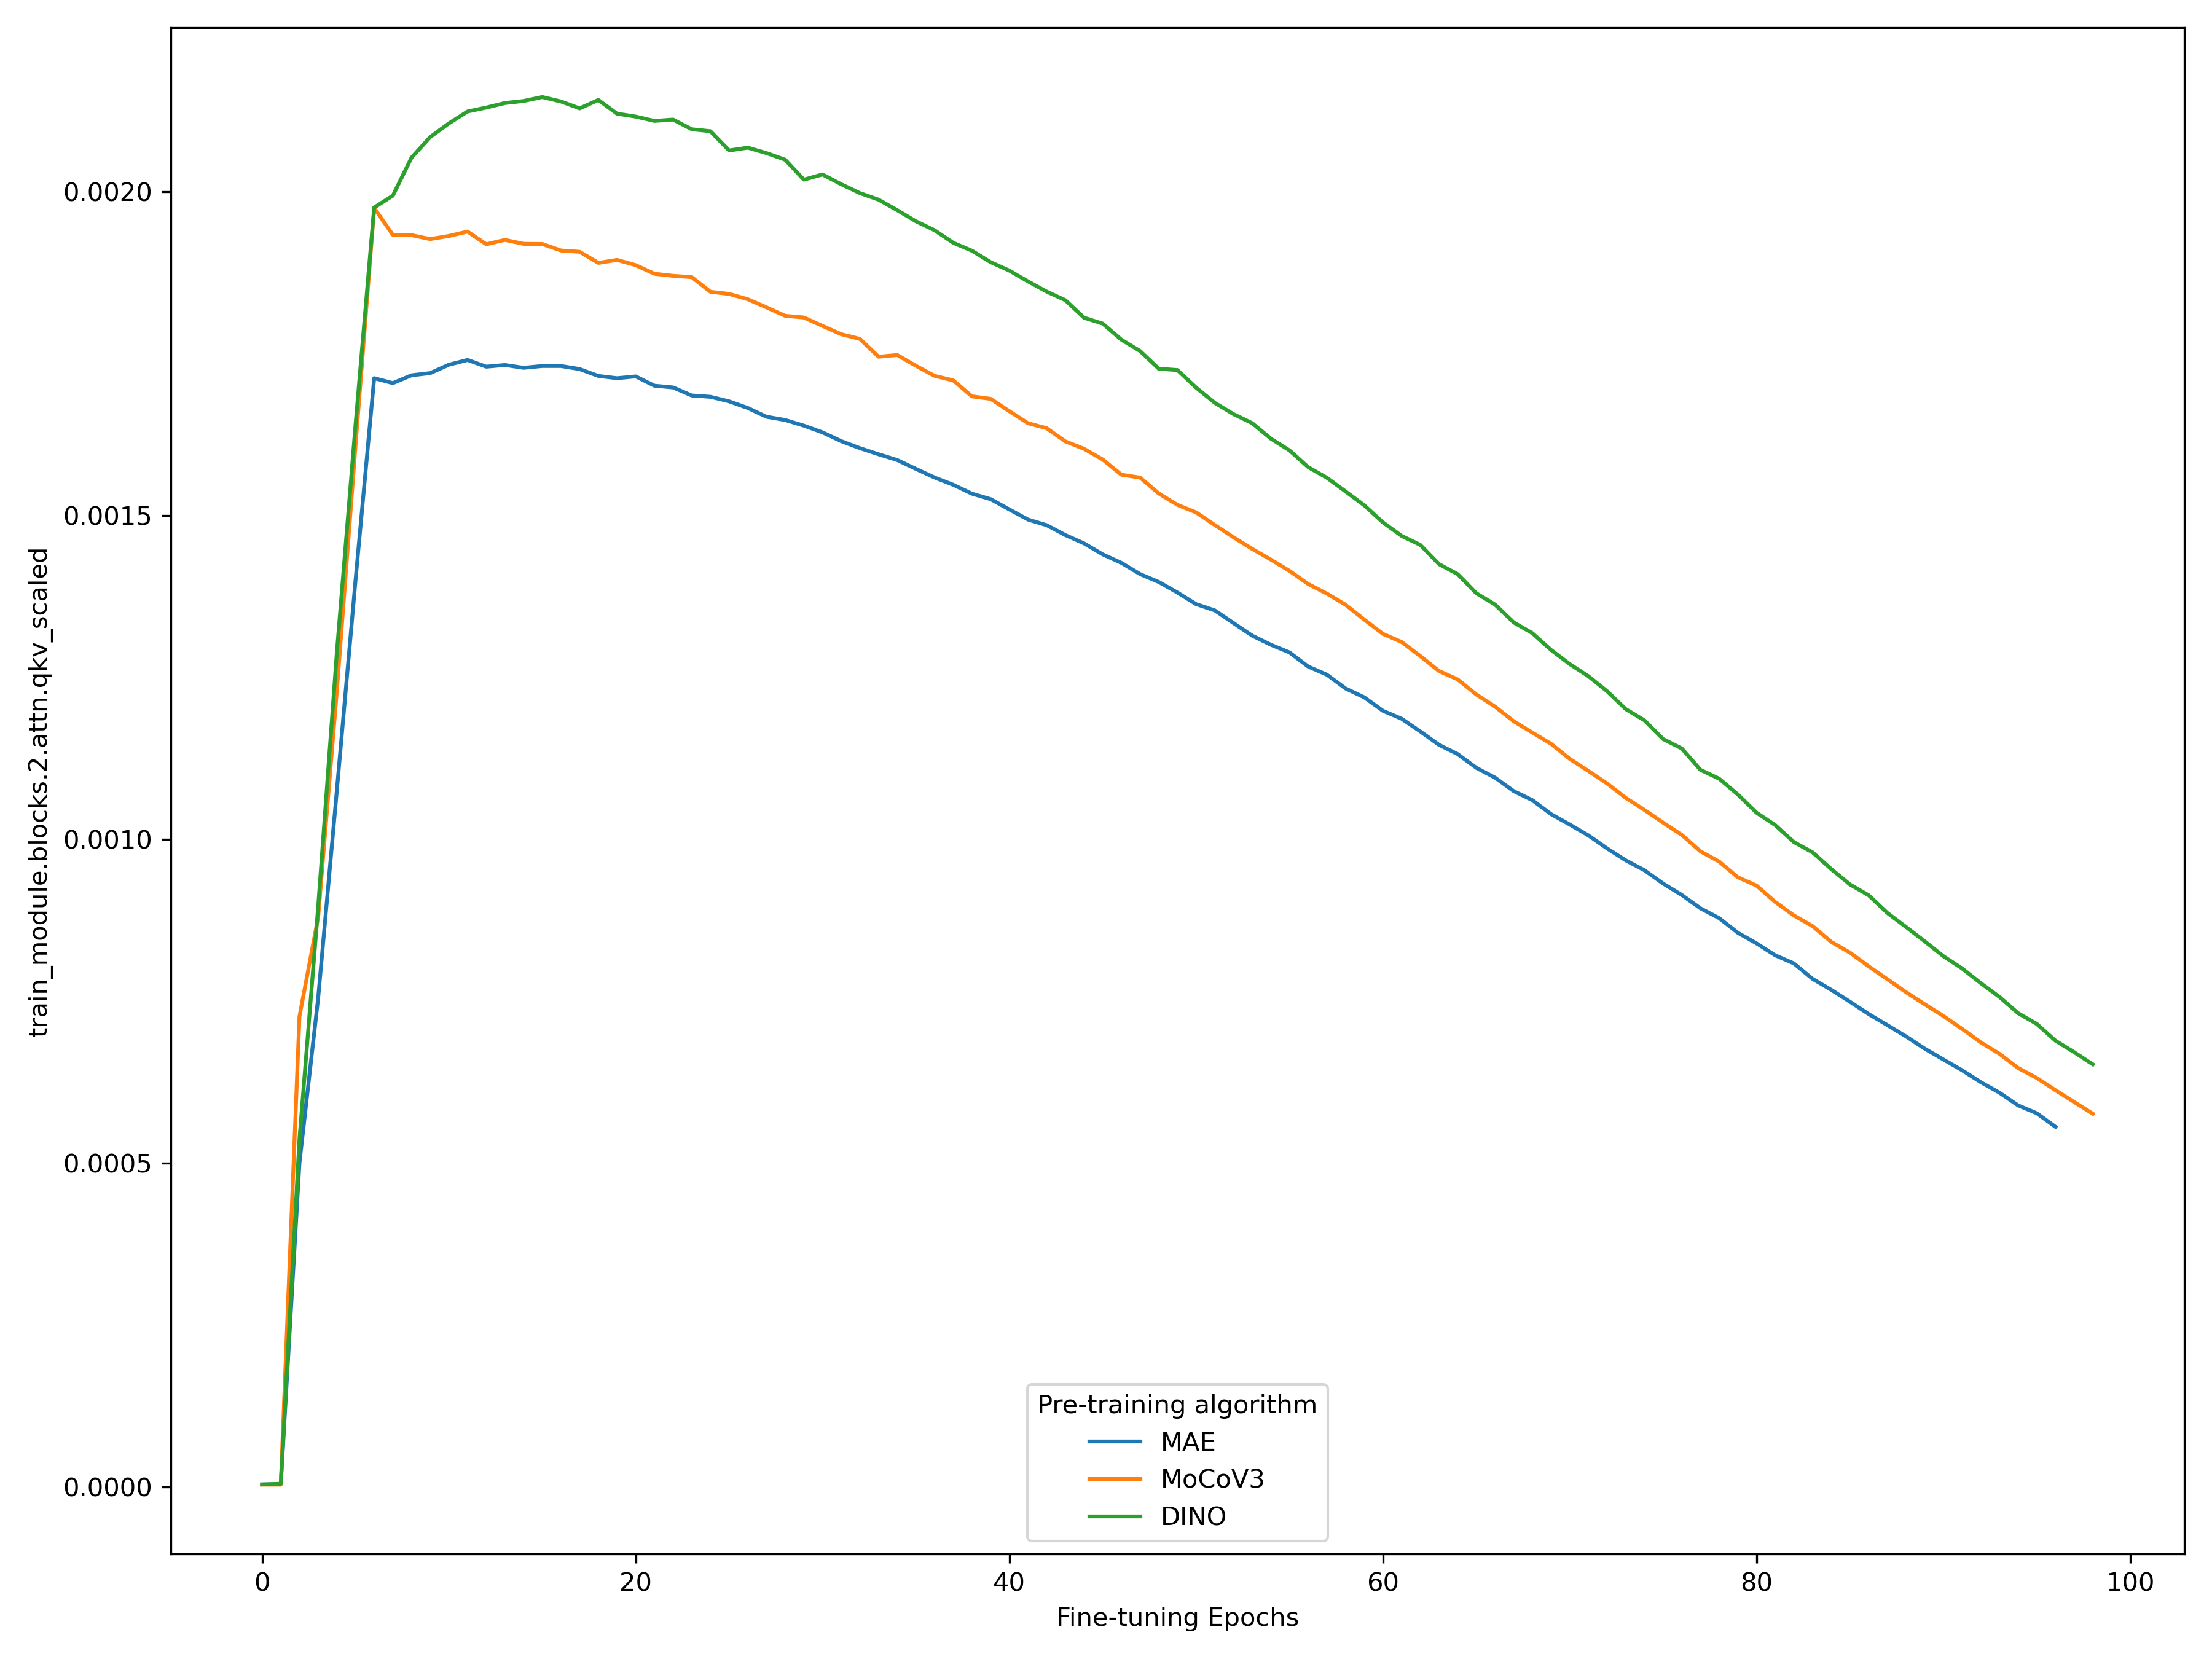 train_module.blocks.2.attn.qkv_scaled
0.0020
0.0015
0.0010
0.0005
0.0000
Pre-training algorithm
MAE
MoCoV3
DINO
0 20 40 60 80 100
Fine-tuning Epochs